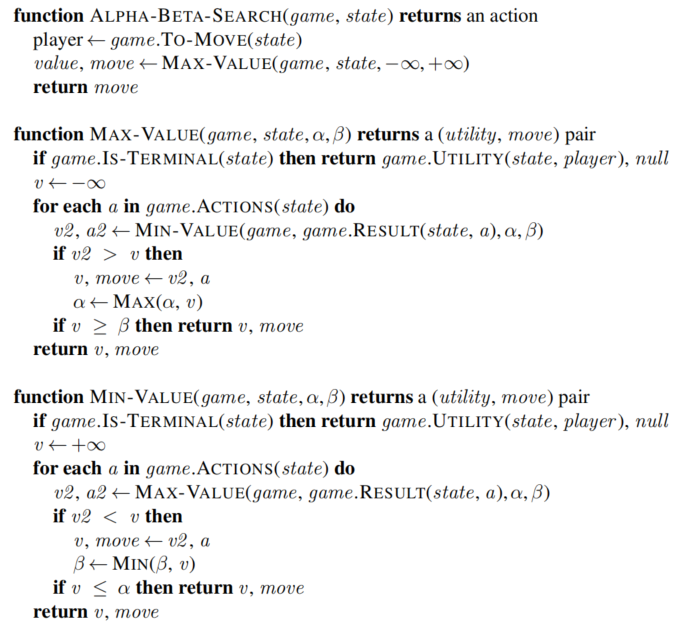 function ALPHA-BETA-SEARCH(game, state) returns an action
player ← game.TO-MOVE(state)
value, move ← MAX-VALUE(game, state, −∞, +∞)
return move
function MAX-VALUE(game, state, α, β) returns a (utility, move) pair
if game.IS-TERMINAL(state) then return game.UTILITY(state, player), null
v ← −∞
for each a in game.ACTIONS(state) do
v2, a2 ← MIN-VALUE(game, game.RESULT(state, a), α, β)
if v2 > v then
v, move ← v2, a
α ← MAX(α, v)
if v ≥ β then return v, move
return v, move
function MIN-VALUE(game, state, α, β) returns a (utility, move) pair
if game.IS-TERMINAL(state) then return game.UTILITY(state, player), null
v ← +∞
for each a in game.ACTIONS(state) do
v2, a2 ← MAX-VALUE(game, game.RESULT(state, a), α, β)
if v2 < v then
v, move ← v2, a
β ← MIN(β, v)
if v ≤ α then return v, move
return v, move